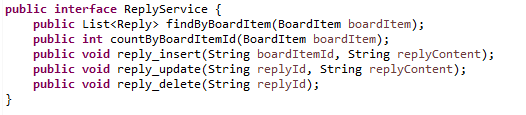 public interface ReplyService {
    public List<Reply> findByBoardItem(BoardItem boardItem);
    public int countByBoardItemId(BoardItem boardItem);
    public void reply_insert(String boardItemId, String replyContent);
    public void reply_update(String replyId, String replyContent);
    public void reply_delete(String replyId);
}